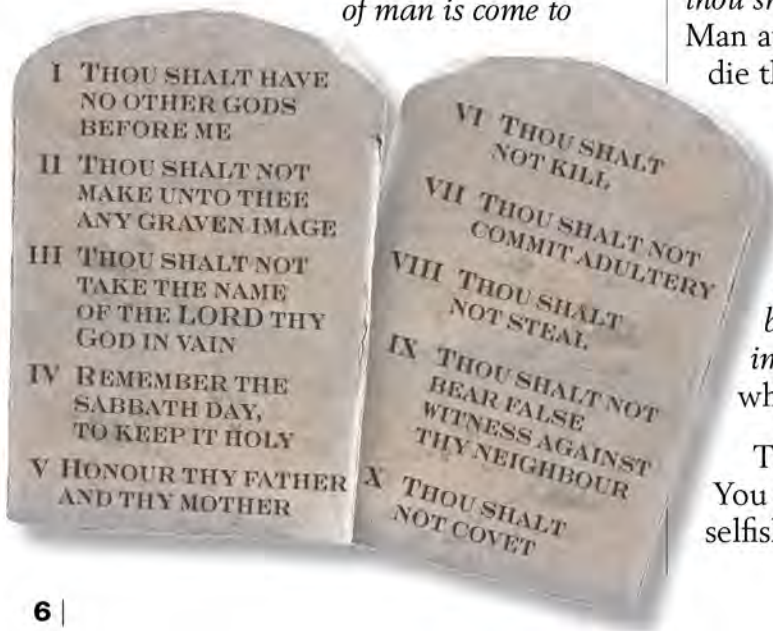 of man is come to
I THOU SHALT HAVE
NO OTHER GODS
BEFORE ME
II THOU SHALT NOT
MAKE UNTO THEE
ANY GRAVEN IMAGE
III THOU SHALT NOT
TAKE THE NAME
OF THE LORD THY
GOD IN VAIN
IV REMEMBER THE
SABBATH DAY,
TO KEEP IT HOLY
V HONOUR THY FATHER
AND THY MOTHER
VI THOU SHALT
NOT KILL
VII THOU SHALT NOT
COMMIT ADULTERY
VIII THOU SHALT
NOT STEAL
IX THOU SHALT NOT
BEAR FALSE
WITNESS AGAINST
THY NEIGHBOUR
X THOU SHALT
NOT COVET
thou
Man
die
You
6 |